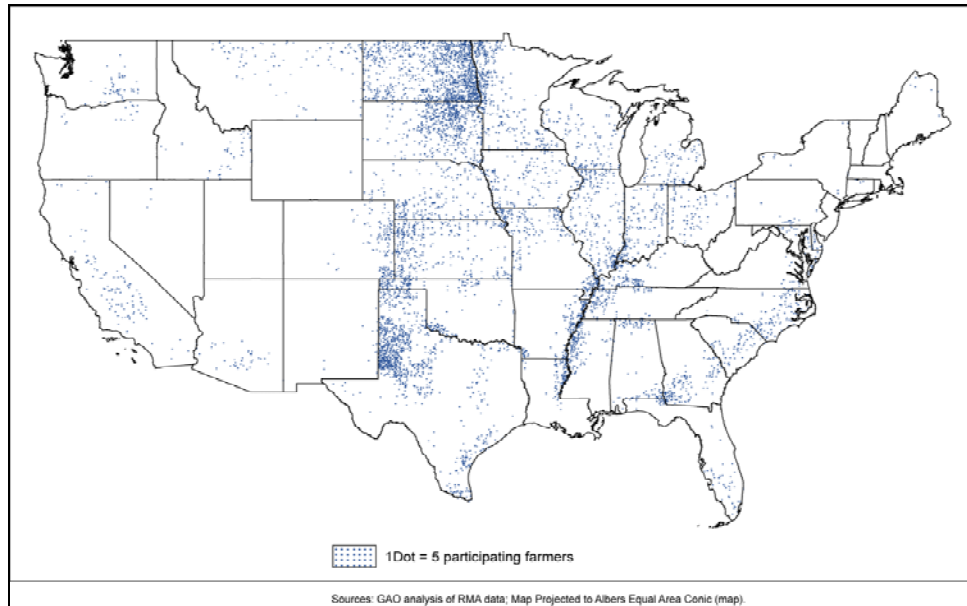 1Dot = 5 participating farmers
Sources: GAO analysis of RMA data; Map Projected to Albers Equal Area Conic (map).